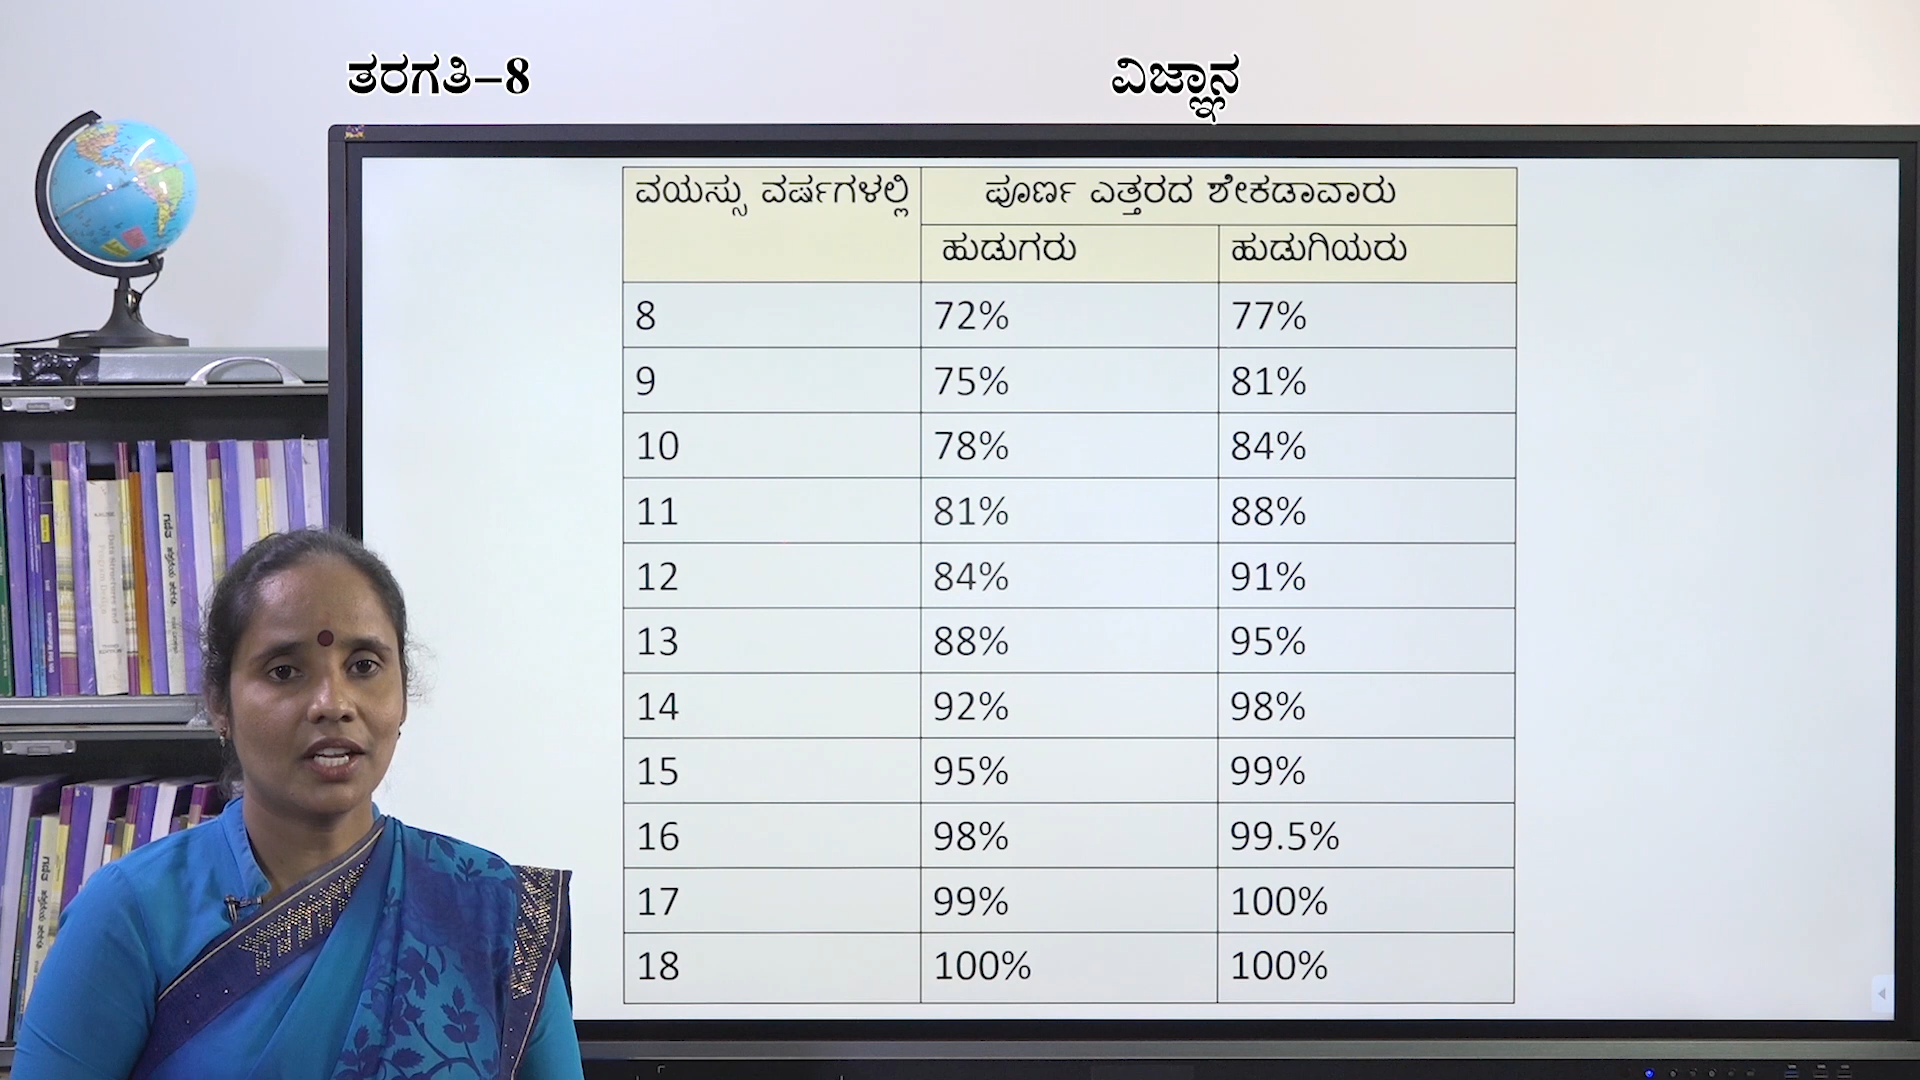 ತರಗತಿ–8 ವಿಜ್ಞಾನ
ವಯಸ್ಸು ವರ್ಷಗಳಲ್ಲಿ ಪೂರ್ಣ ಎತ್ತರದ ಶೇಕಡಾವಾರು
ಹುಡುಗರು ಹುಡುಗಿಯರು
8 72% 77%
9 75% 81%
10 78% 84%
11 81% 88%
12 84% 91%
13 88% 95%
14 92% 98%
15 95% 99%
16 98% 99.5%
17 99% 100%
18 100% 100%